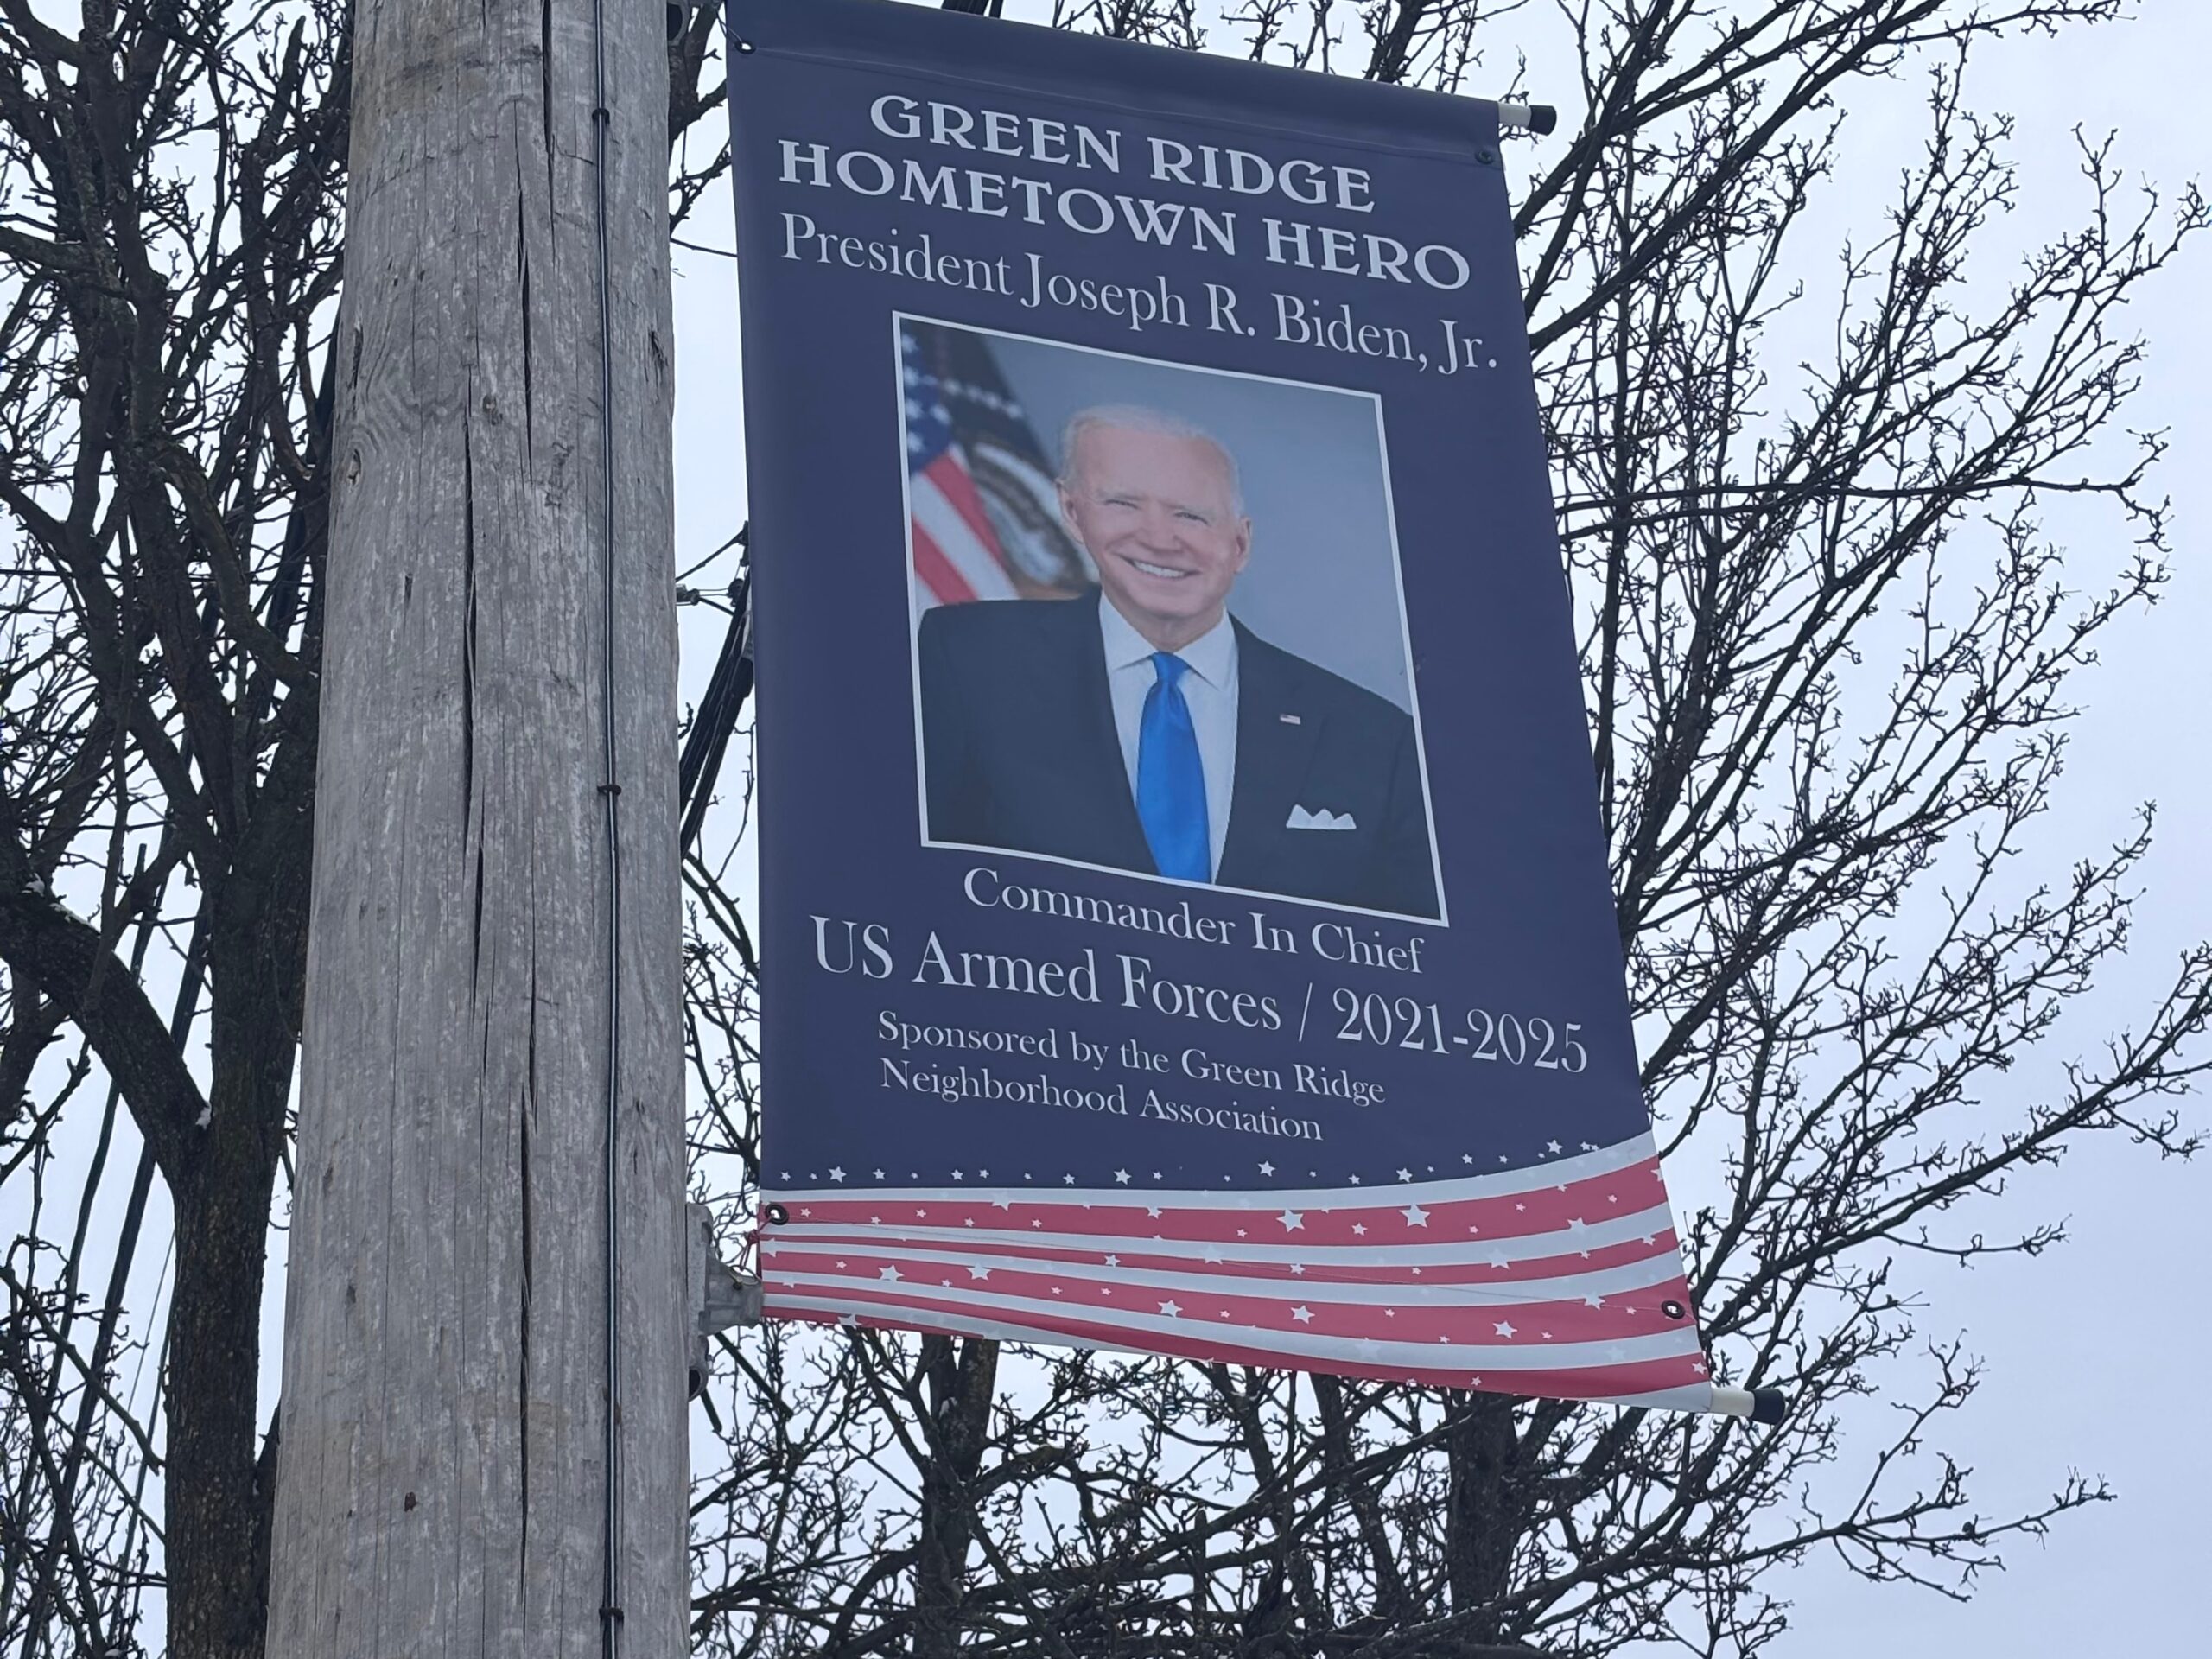 GREEN RIDGE
HOMETOWN HERO
President Joseph R. Biden, Jr.
Commander In Chief
US Armed Forces / 2021-2025
Sponsored by the Green Ridge
Neighborhood Association